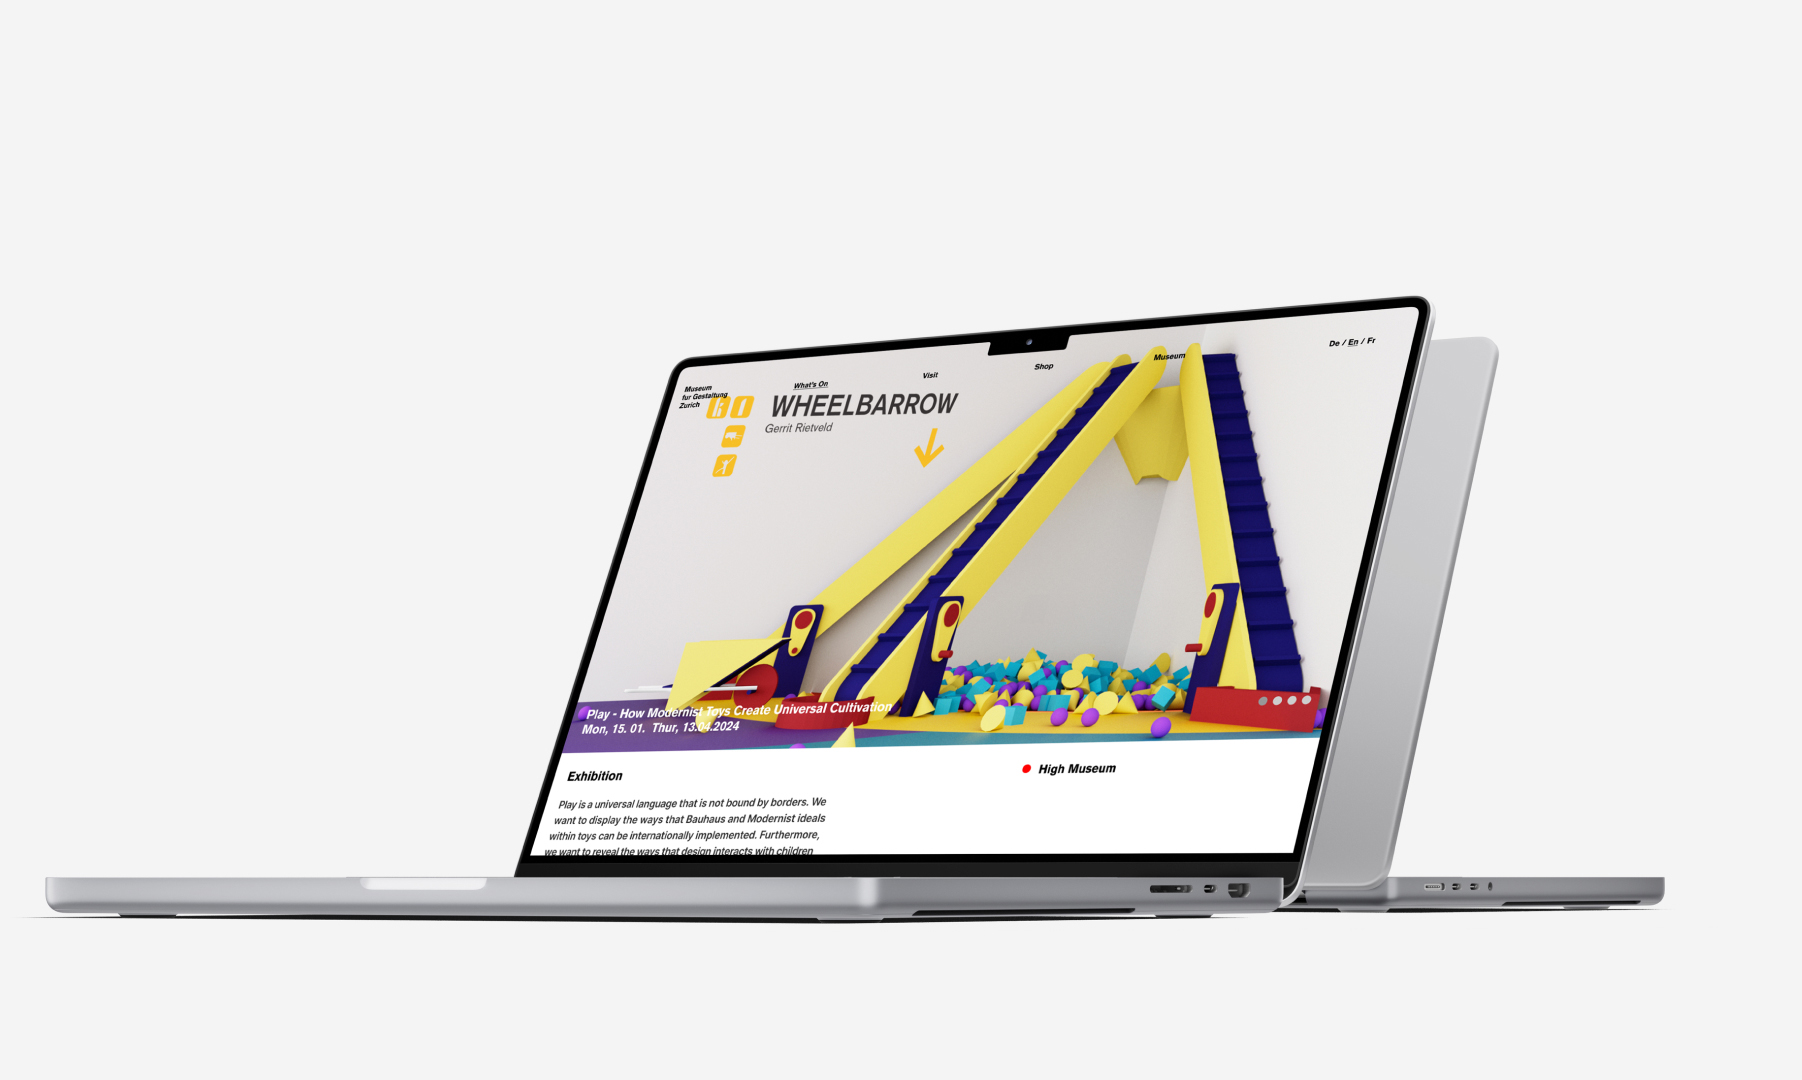 Museum
fur Gestaltung
Zurich
What's On
Visit
Shop
Museum
De / En / Fr
WHEELBARROW
Gerrit Rietveld
Play - How Modernist Toys Create Universal Cultivation
Mon, 15. 01. Thur, 13.04.2024
Exhibition
High Museum
Play is a universal language that is not bound by borders. We
want to display the ways that Bauhaus and Modernist ideals
within toys can be internationally implemented. Furthermore,
we want to reveal the ways that design interacts with children